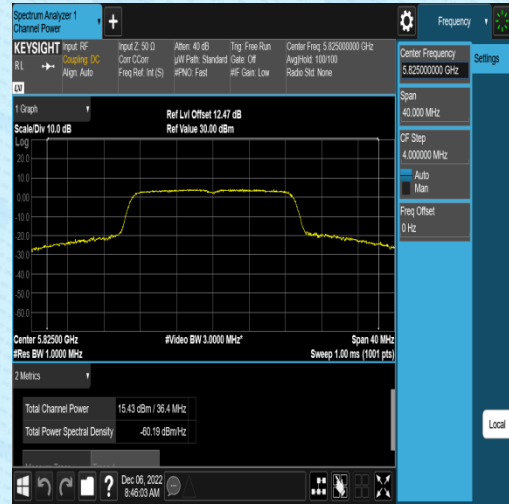 Spectrum Analyzer 1
Channel Power
+
Frequency
KEYSIGHT
Input: RF
Input Z: 50 Ω
Atten: 40 dB
Trig: Free Run
Center Freq: 5.825000000 GHz
RL
Coupling: DC
Corr CCorr
µW Path: Standard
Gate: Off
Avg|Hold: 100/100
Align: Auto
Freq Ref: Int (S)
#PNO: Fast
#IF Gain: Low
Radio Std: None
LXI
Center Frequency
5.825000000 GHz
Settings
Span
40.000 MHz
CF Step
4.000000 MHz
Auto
Man
Freq Offset
0 Hz
1 Graph
Scale/Div 10.0 dB
Ref Lvl Offset 12.47 dB
Ref Value 30.00 dBm
Log
20.0
10.0
0.00
-10.0
-20.0
-30.0
-40.0
-50.0
-60.0
Center 5.82500 GHz
#Video BW 3.0000 MHz*
Span 40 MHz
#Res BW 1.0000 MHz
Sweep 1.00 ms (1001 pts)
2 Metrics
Total Channel Power
15.43 dBm / 36.4 MHz
Total Power Spectral Density
-60.19 dBm/Hz
Local
?
Dec 06, 2022
8:46:03 AM